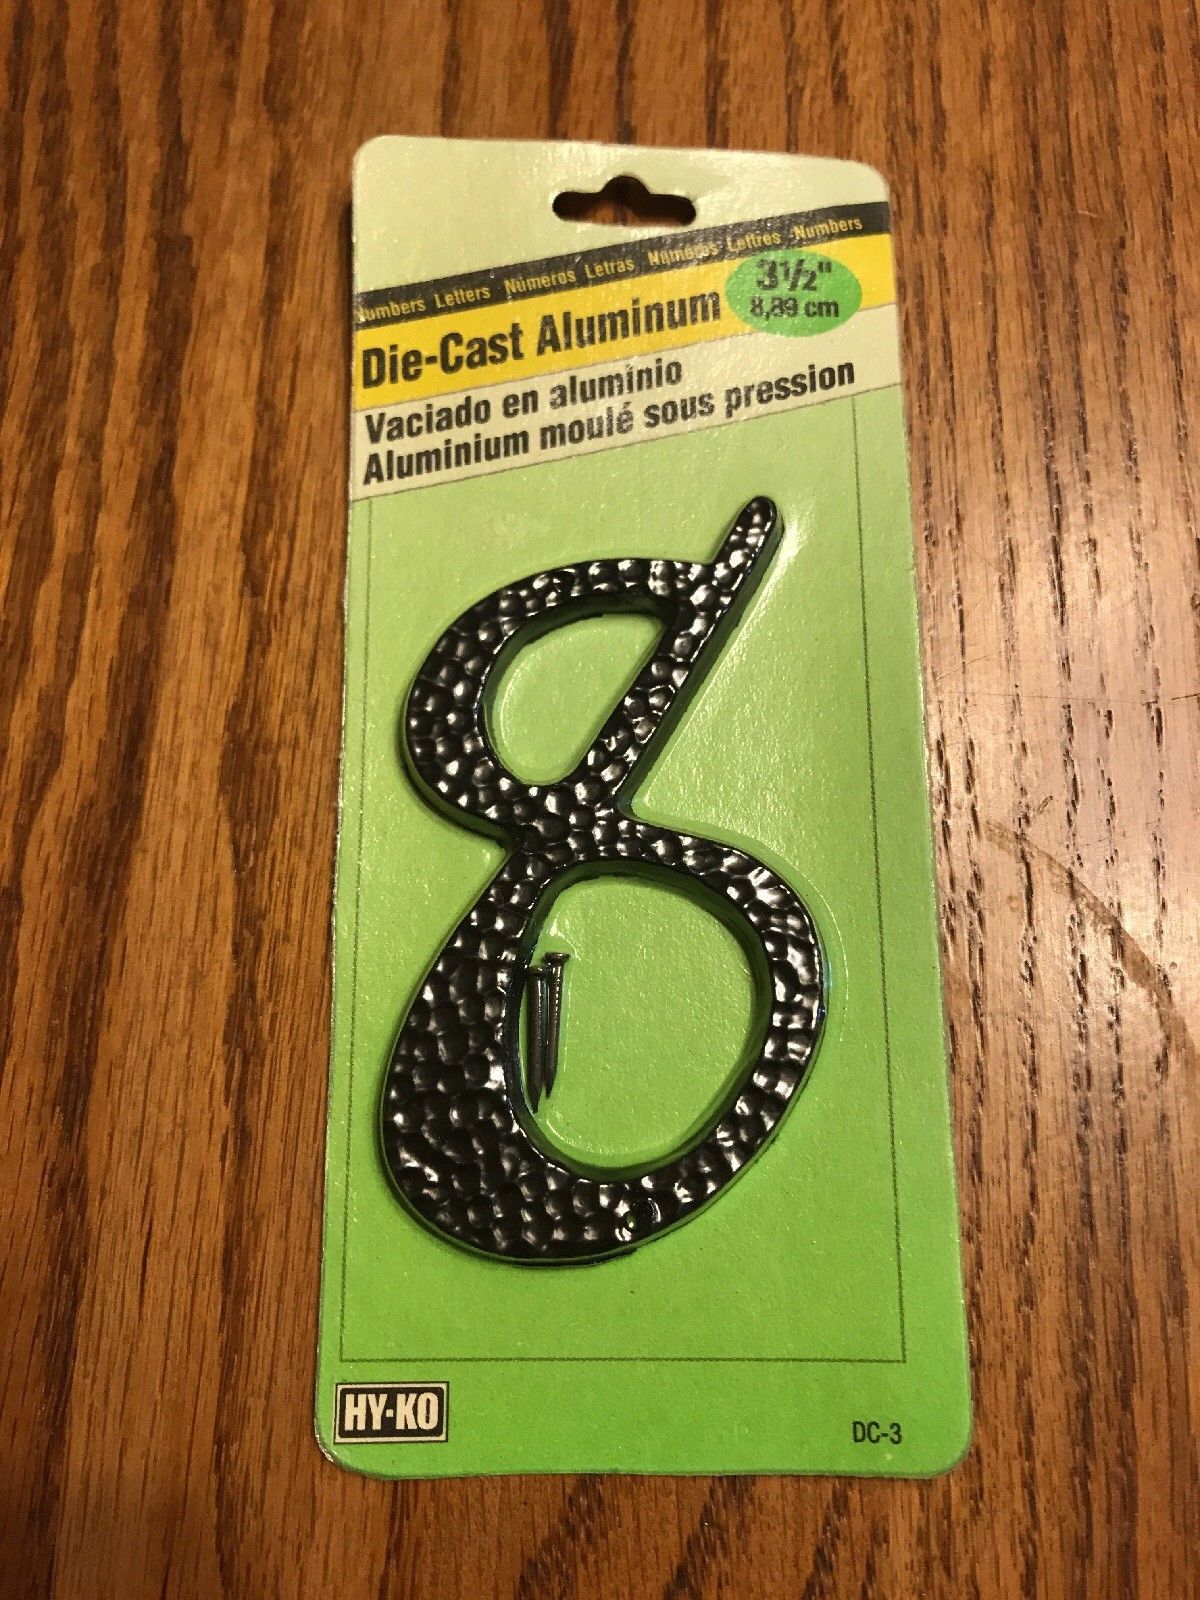 Numbers Letters Números Letras Números Lettres Numbers
Die-Cast Aluminum
3½"
8,89 cm
Vaciado en aluminio
Aluminium moulé sous pression
8
HY-KO
DC-3